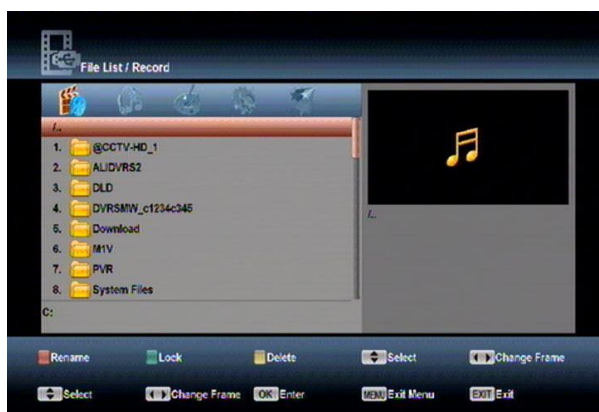 File List / Record
/..
1. @CCTV-HD_1
2. ALIDVRS2
3. DLD
4. DVRSMW_c1234c345
5. Download
6. M1V
7. PVR
8. System Files
/..
C:
Rename Lock Delete Select Change Frame
Select Change Frame OK Enter MENU Exit Menu EXIT Exit